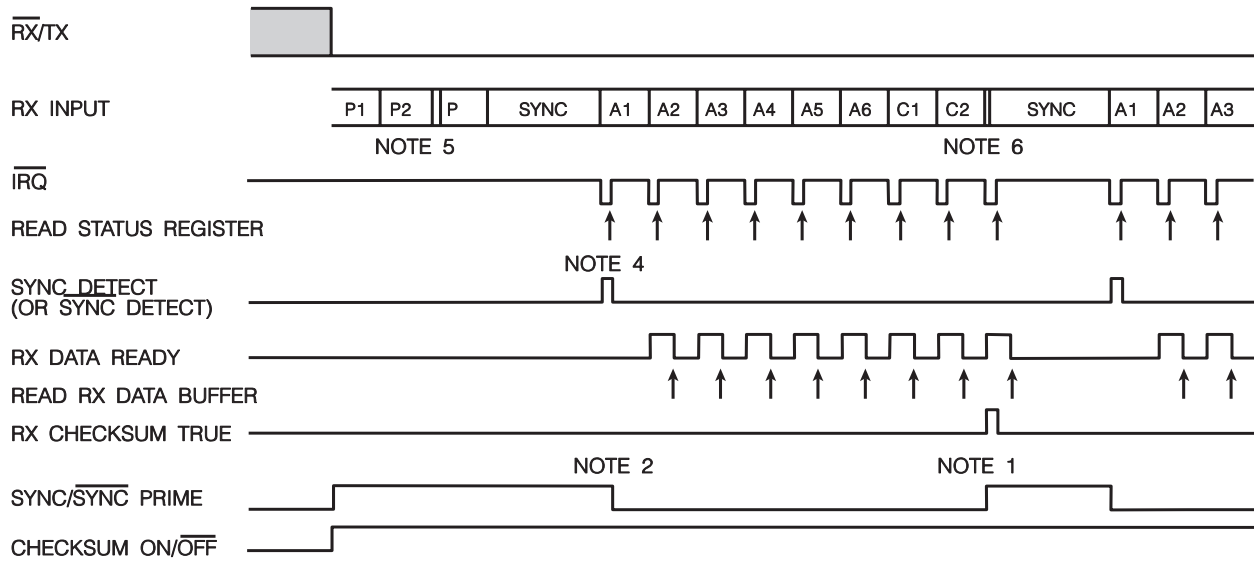 RX/TX
RX INPUT
P1 P2 P SYNC A1 A2 A3 A4 A5 A6 C1 C2 SYNC A1 A2 A3
NOTE 5 NOTE 6
IRQ
READ STATUS REGISTER
NOTE 4
SYNC DETECT
(OR SYNC DETECT)
RX DATA READY
READ RX DATA BUFFER
RX CHECKSUM TRUE
NOTE 2 NOTE 1
SYNC/SYNC PRIME
CHECKSUM ON/OFF